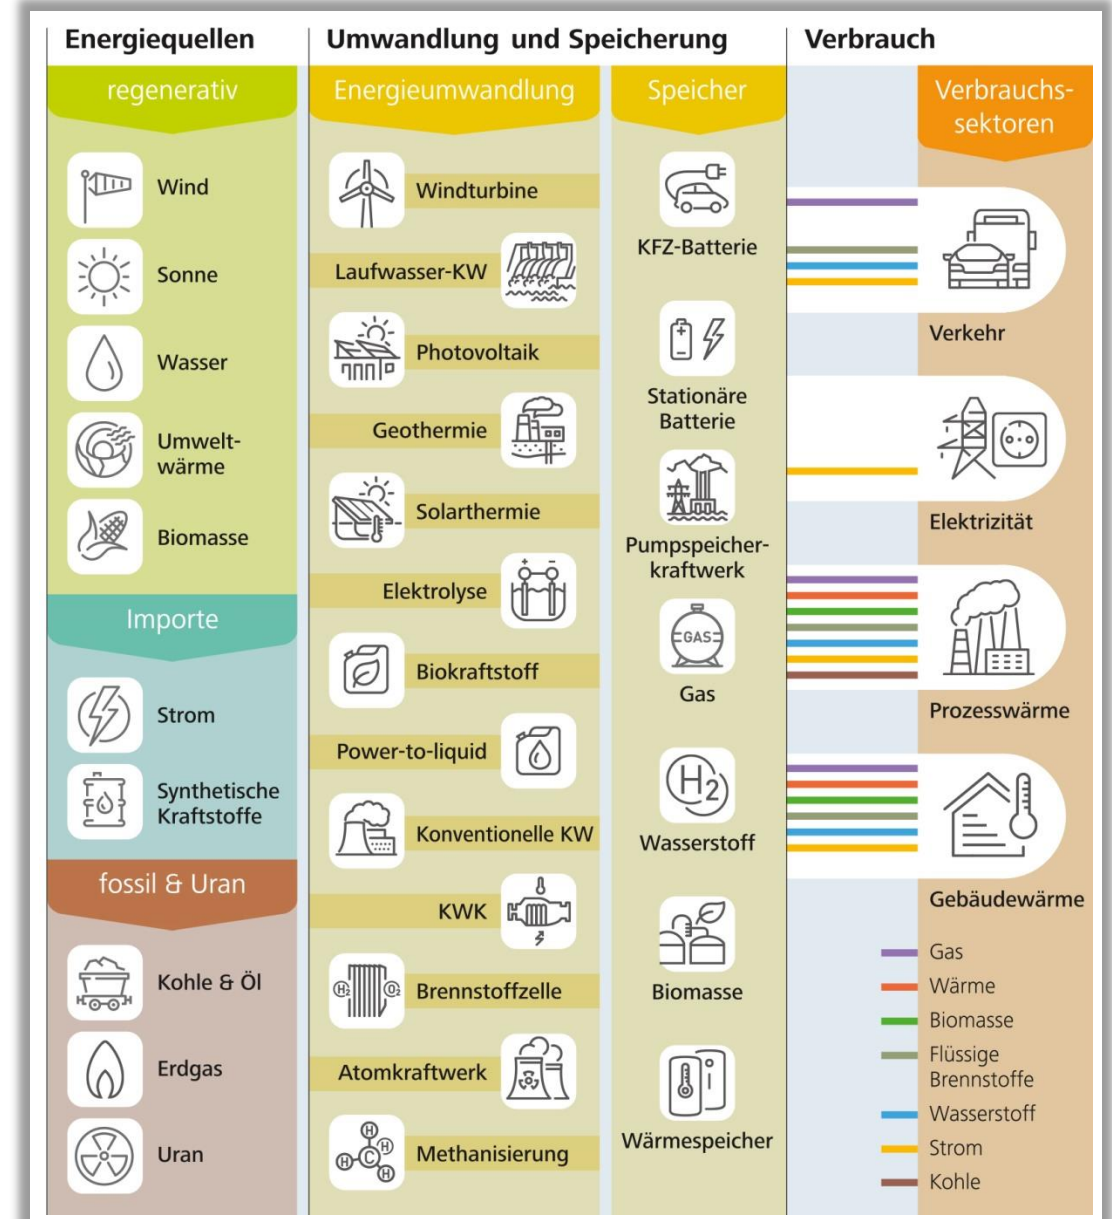 Energiequellen
Umwandlung und Speicherung
Verbrauch
regenerativ
Wind
Sonne
Wasser
Umwelt-
wärme
Biomasse
Importe
Strom
Synthetische
Kraftstoffe
fossil & Uran
Kohle & Öl
Erdgas
Uran
Energieumwandlung
Windturbine
Laufwasser-KW
Photovoltaik
Geothermie
Solarthermie
Elektrolyse
+ -
Biokraftstoff
Power-to-liquid
Konventionelle KW
KWK
H₂
O₂
Brennstoffzelle
Atomkraftwerk
H
H
C
H
H
Methanisierung
Speicher
KFZ-Batterie
+
-
Stationäre
Batterie
Pumpspeicher-
kraftwerk
GAS
Gas
H₂
Wasserstoff
Biomasse
Wärmespeicher
Verbrauchs-
sektoren
Verkehr
Elektrizität
Prozesswärme
Gebäudewärme
Gas
Wärme
Biomasse
Flüssige
Brennstoffe
Wasserstoff
Strom
Kohle